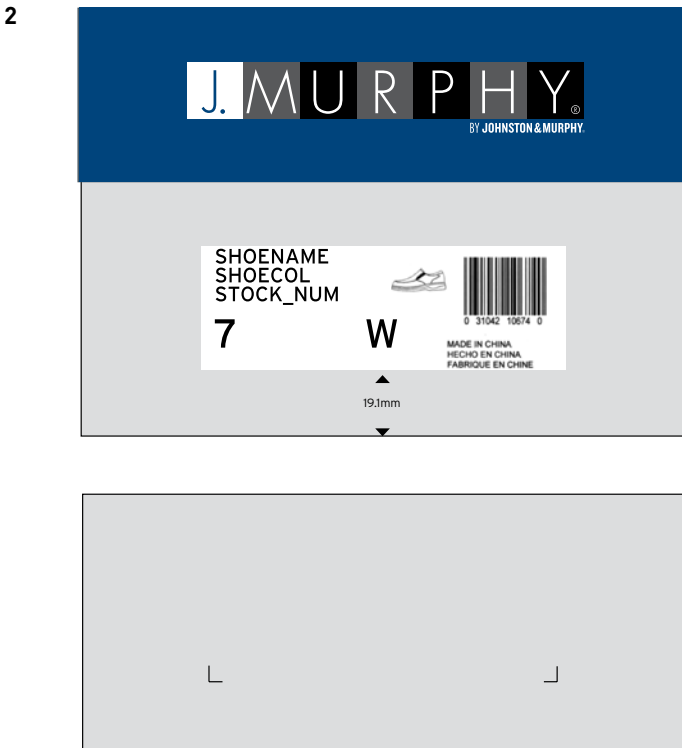 2
J.MURPHY®
BY JOHNSTON & MURPHY®
SHOENAME
SHOECOL
STOCK_NUM
7 W
0 31042 10674 0
MADE IN CHINA
HECHO EN CHINA
FABRIQUE EN CHINE
19.1mm